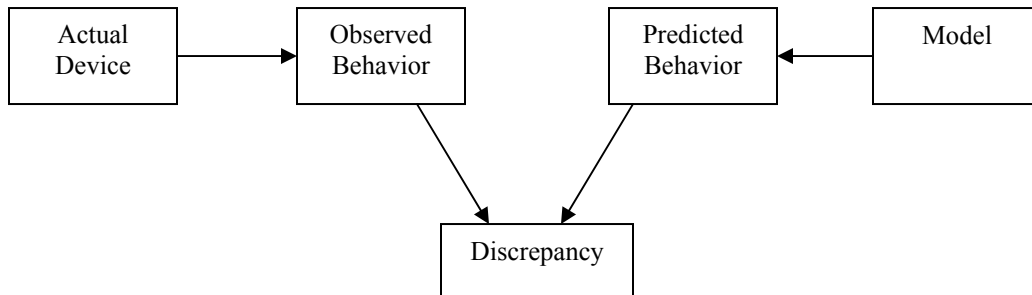 Actual
Device
Observed
Behavior
Predicted
Behavior
Model
Discrepancy